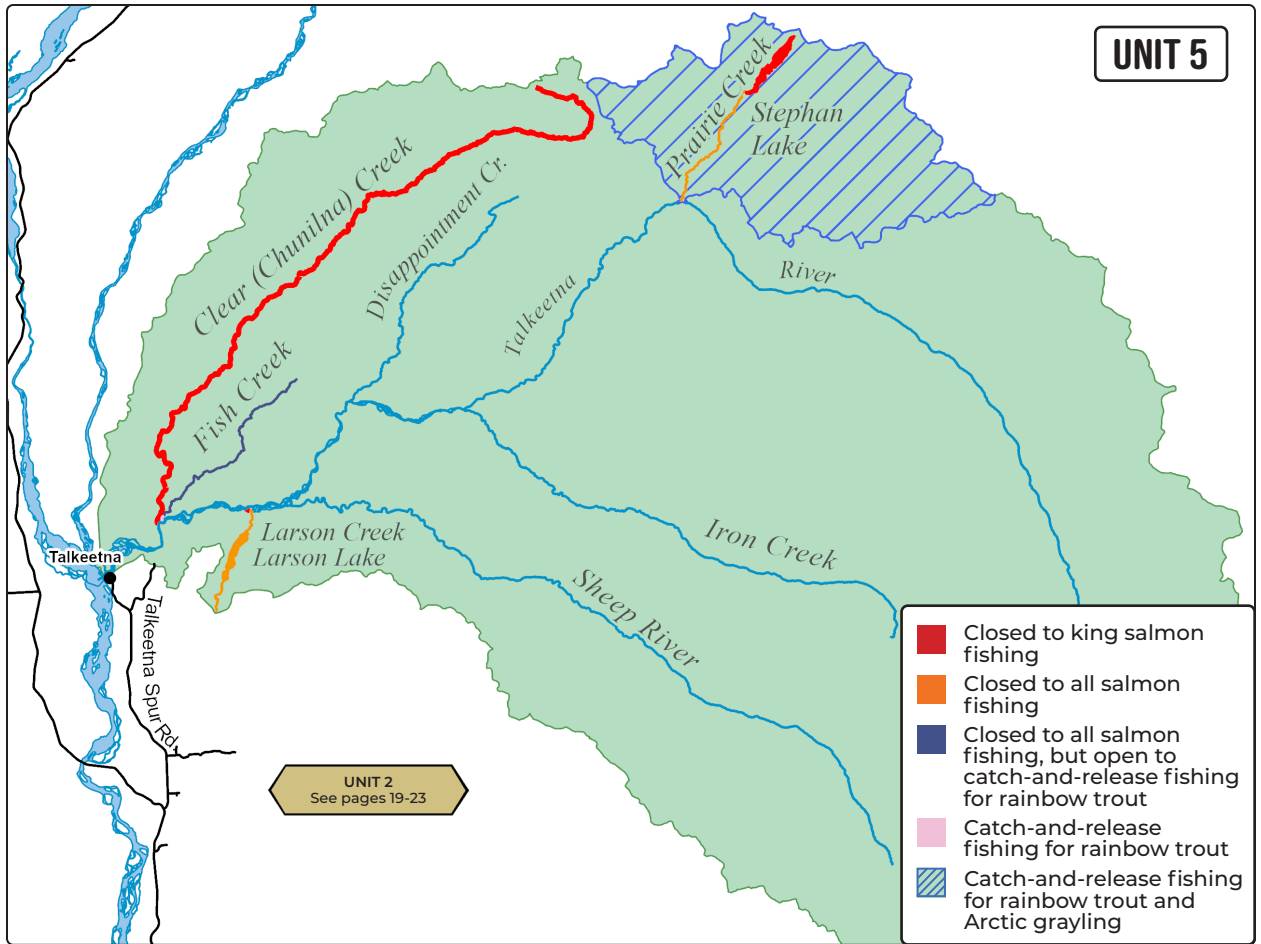 UNIT 5
Prairie Creek
Stephan
Lake
Clear (Chunilna) Creek
Disappointment Cr.
Talkeetna
River
Fish Creek
Larson Creek
Larson Lake
Iron Creek
Sheep River
Talkeetna
Talkeetna Spur Rd.
UNIT 2
See pages 19-23
Closed to king salmon
fishing
Closed to all salmon
fishing
Closed to all salmon
fishing, but open to
catch-and-release fishing
for rainbow trout
Catch-and-release
fishing for rainbow trout
Catch-and-release fishing
for rainbow trout and
Arctic grayling